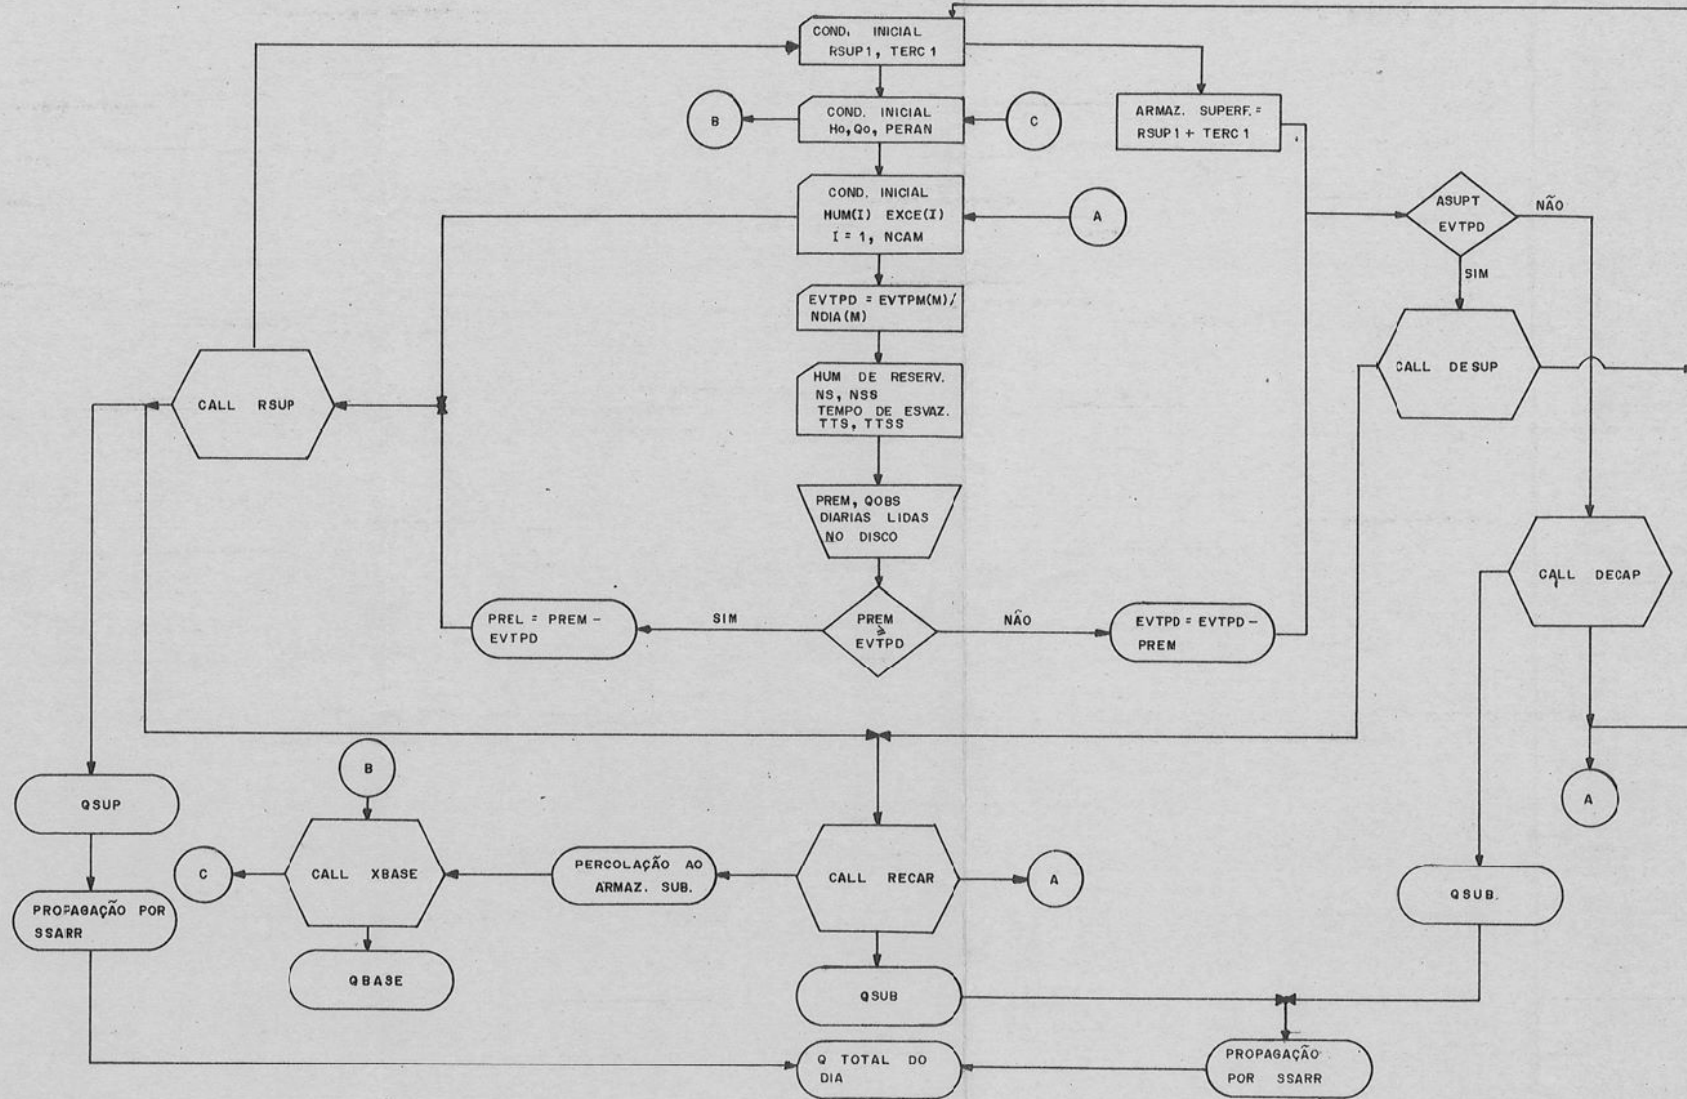 COND. INICIAL
RSUP1, TERC 1
B
COND. INICIAL
Ho, Qo, PERAN
C
ARMAZ. SUPERF. =
RSUP1 + TERC 1
COND. INICIAL
HUM(I) EXCE(I)
I = 1, NCAM
A
ASUPT
EVTPD
NÃO
SIM
EVTPD = EVTPM(M)/
NDIA(M)
CALL RSUP
HUM DE RESERV.
NS, NSS
TEMPO DE ESVAZ.
TTS, TTSS
CALL DESUP
PREM, QOBS
DIARIAS LIDAS
NO DISCO
CALL DECAP
PREL = PREM -
EVTPD
SIM
PREM
≥
EVTPD
NÃO
EVTPD = EVTPD -
PREM
B
QSUP
A
C
CALL XBASE
PERCOLAÇÃO AO
ARMAZ. SUB.
CALL RECAR
A
QSUB.
PROPAGAÇÃO POR
SSARR
QBASE
QSUB
Q TOTAL DO
DIA
PROPAGAÇÃO
POR SSARR